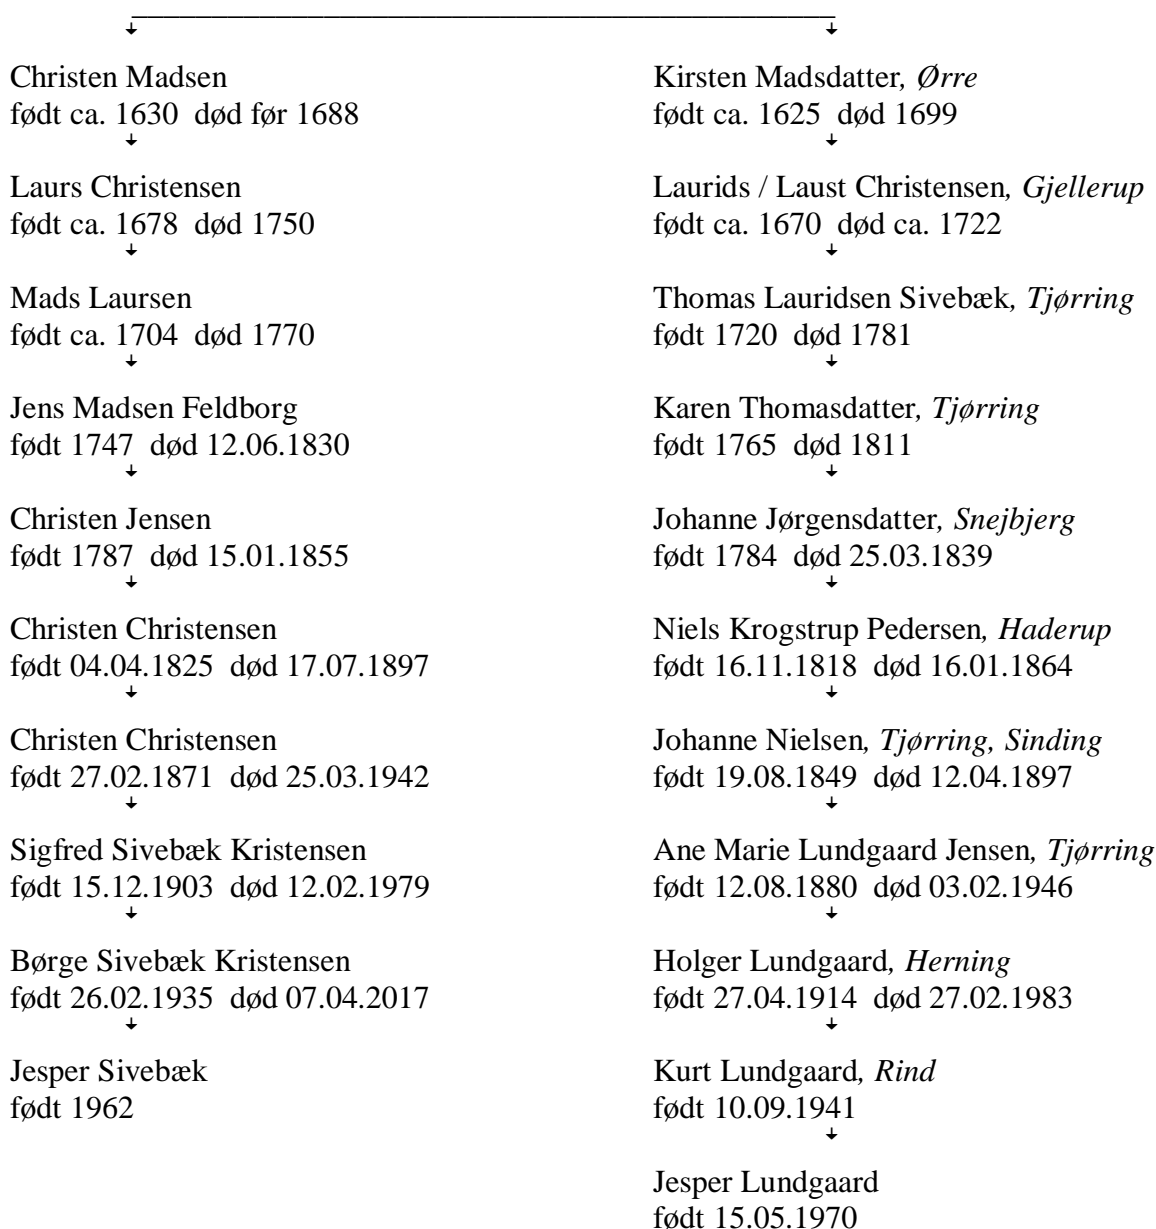 Christen Madsen
født ca. 1630 død før 1688
Laurs Christensen
født ca. 1678 død 1750
Mads Laursen
født ca. 1704 død 1770
Jens Madsen Feldborg
født 1747 død 12.06.1830
Christen Jensen
født 1787 død 15.01.1855
Christen Christensen
født 04.04.1825 død 17.07.1897
Christen Christensen
født 27.02.1871 død 25.03.1942
Sigfred Sivebæk Kristensen
født 15.12.1903 død 12.02.1979
Børge Sivebæk Kristensen
født 26.02.1935 død 07.04.2017
Jesper Sivebæk
født 1962
Kirsten Madsdatter, Ørre
født ca. 1625 død 1699
Laurids / Laust Christensen, Gjellerup
født ca. 1670 død ca. 1722
Thomas Lauridsen Sivebæk, Tjørring
født 1720 død 1781
Karen Thomasdatter, Tjørring
født 1765 død 1811
Johanne Jørgensdatter, Snejbjerg
født 1784 død 25.03.1839
Niels Krogstrup Pedersen, Haderup
født 16.11.1818 død 16.01.1864
Johanne Nielsen, Tjørring, Sinding
født 19.08.1849 død 12.04.1897
Ane Marie Lundgaard Jensen, Tjørring
født 12.08.1880 død 03.02.1946
Holger Lundgaard, Herning
født 27.04.1914 død 27.02.1983
Kurt Lundgaard, Rind
født 10.09.1941
Jesper Lundgaard
født 15.05.1970